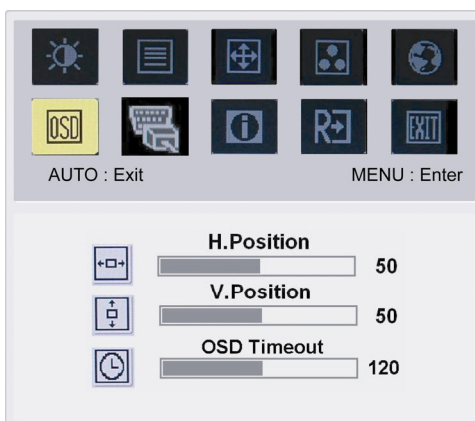 OSD
i
R
EXIT
AUTO : Exit MENU : Enter
H.Position
50
V.Position
50
OSD Timeout
120